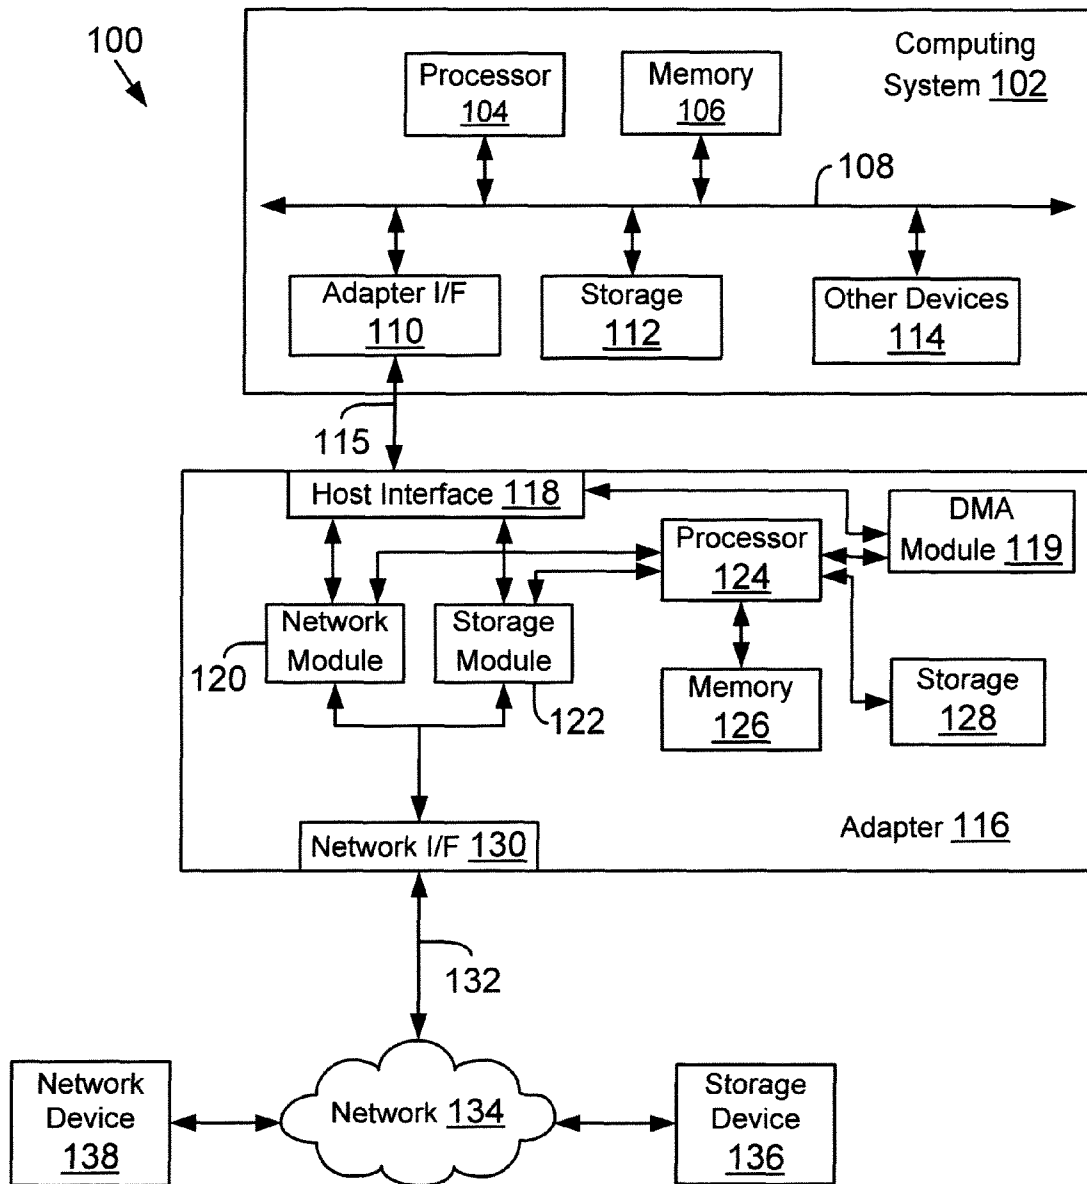 100
Computing
System 102
Processor
104
Memory
106
108
Adapter I/F
110
Storage
112
Other Devices
114
115
Host Interface 118
DMA
Module 119
Processor
124
Network
Module
120
Storage
Module
122
Memory
126
Storage
128
Adapter 116
Network I/F 130
132
Network
Device
138
Network 134
Storage
Device
136